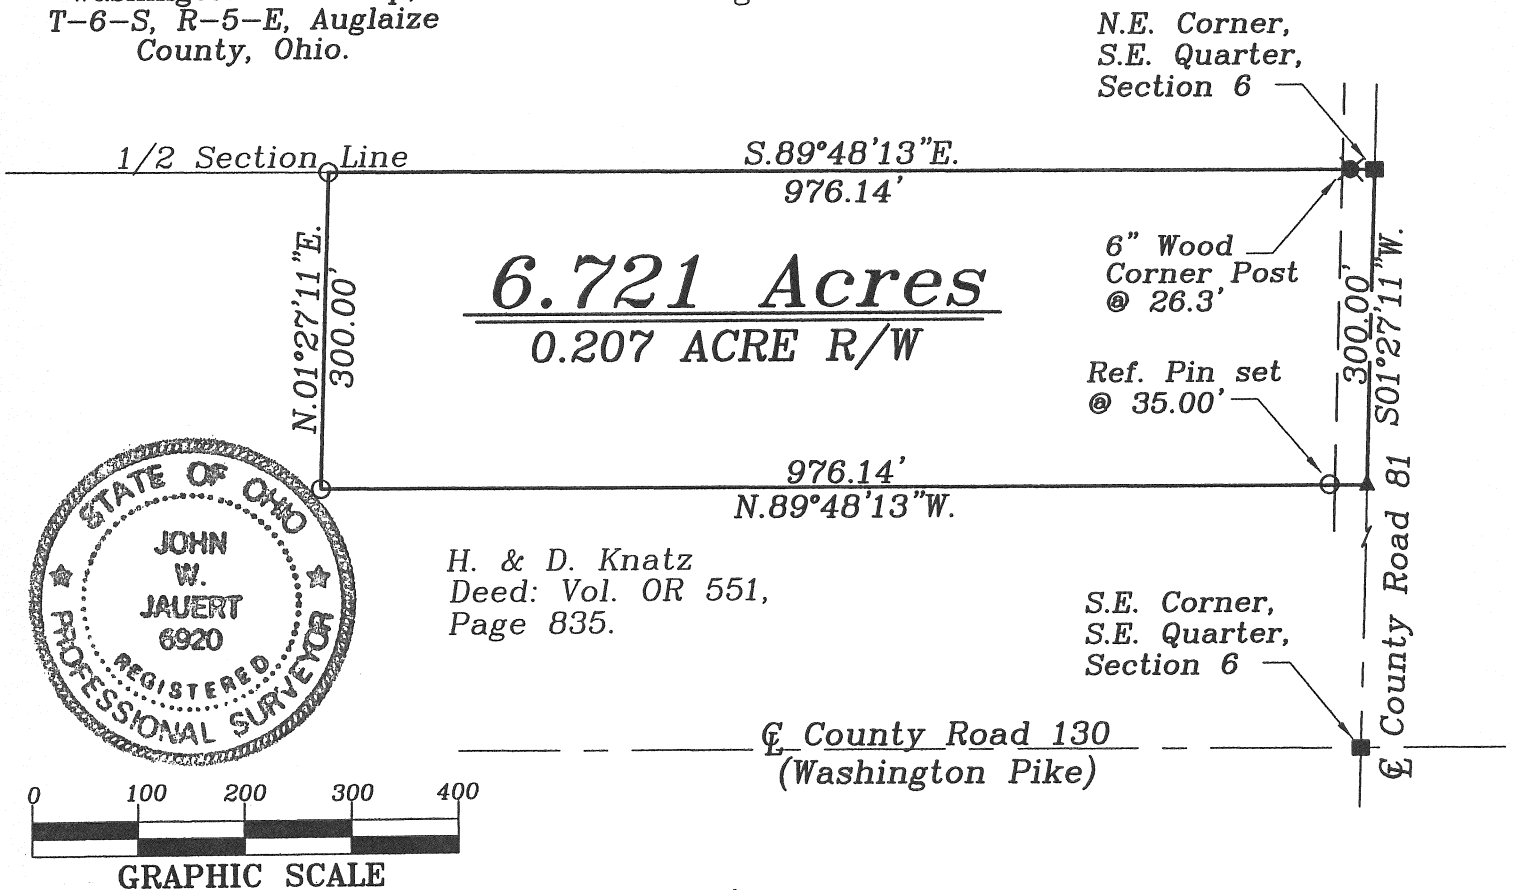 T-6-S, R-5-E, Auglaize
County, Ohio.
N.E. Corner,
S.E. Quarter,
Section 6
1/2 Section Line
S.89°48'13"E.
976.14'
6" Wood
Corner Post
@ 26.3'
N.01°27'11"E.
300.00'
6.721 Acres
0.207 ACRE R/W
300.00'
S01°27'11"W.
Ref. Pin set
@ 35.00'
976.14'
N.89°48'13"W.
STATE OF OHIO
JOHN
W.
JAUERT
6920
REGISTERED
PROFESSIONAL SURVEYOR
H. & D. Knatz
Deed: Vol. OR 551,
Page 835.
S.E. Corner,
S.E. Quarter,
Section 6
℄ County Road 81
℄ County Road 130
(Washington Pike)
0 100 200 300 400
GRAPHIC SCALE